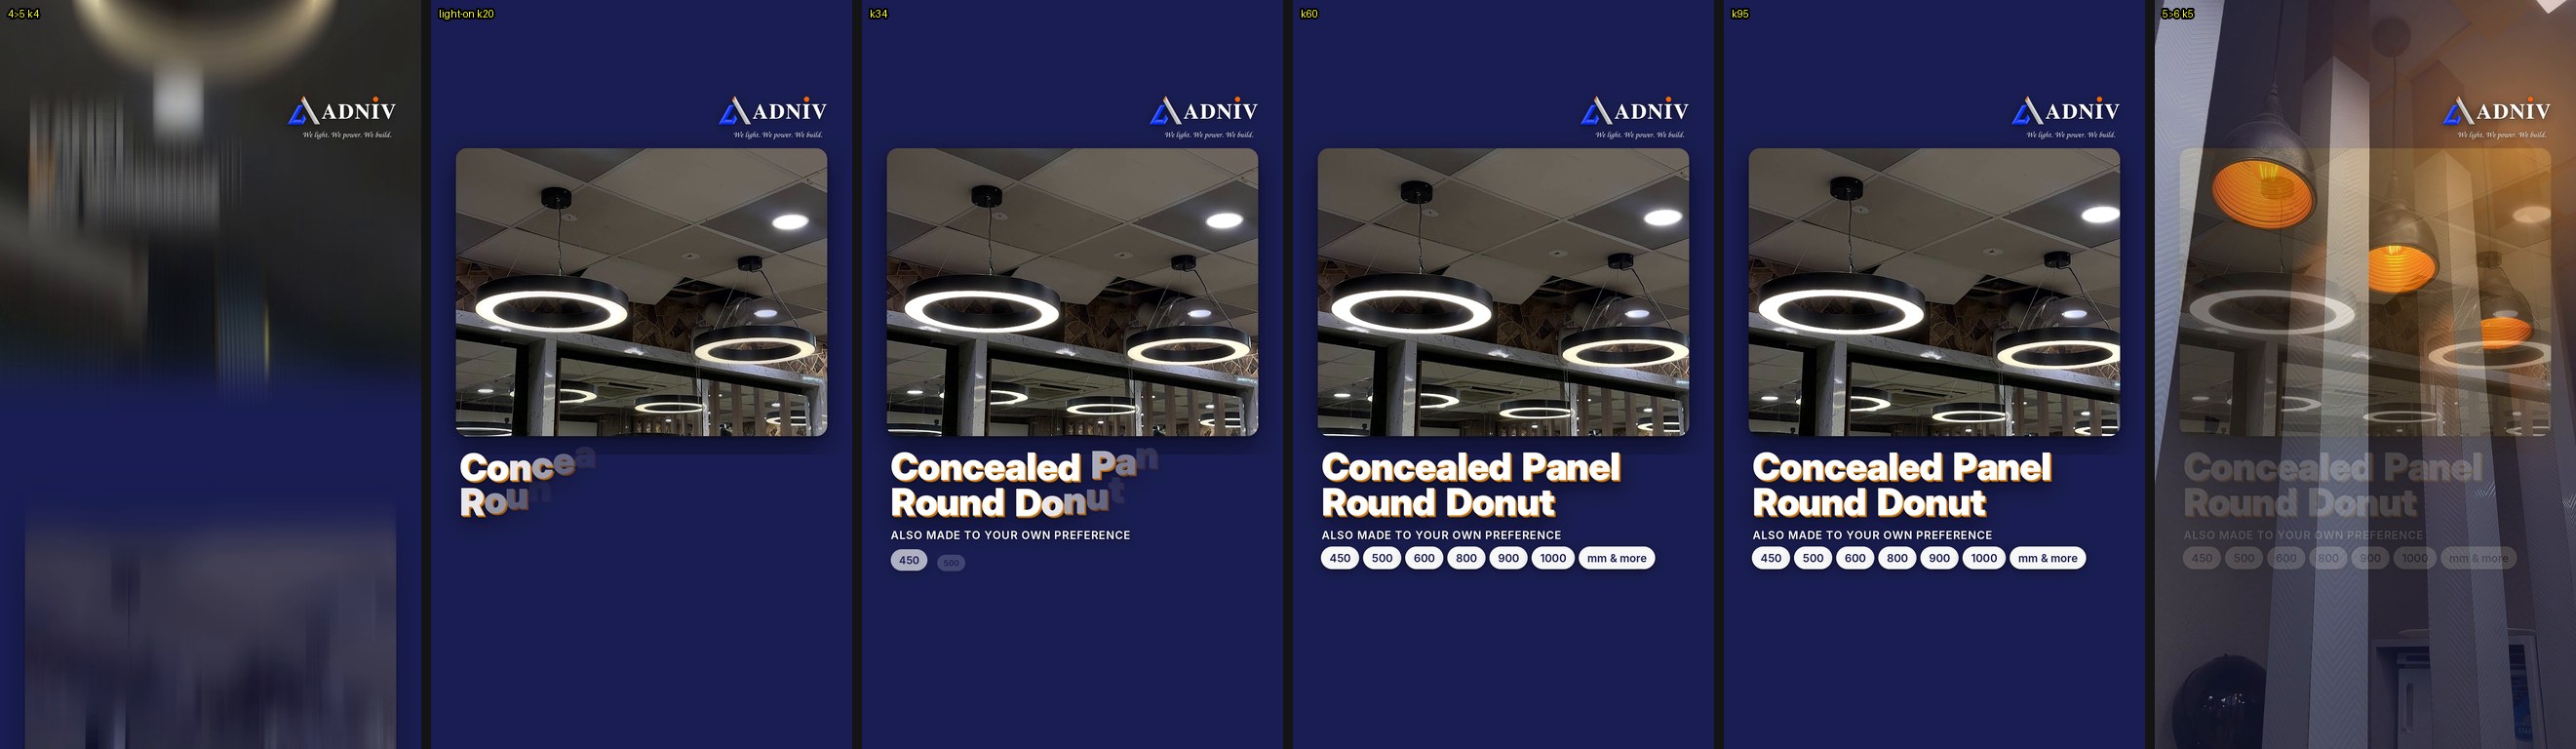 4>5 k4
ADNIV
We light. We power. We build.
light-on k20
ADNIV
We light. We power. We build.
Concea
Roun
k34
ADNIV
We light. We power. We build.
Concealed Pan
Round Donut
ALSO MADE TO YOUR OWN PREFERENCE
450 500
k60
ADNIV
We light. We power. We build.
Concealed Panel
Round Donut
ALSO MADE TO YOUR OWN PREFERENCE
450 500 600 800 900 1000 mm & more
k95
ADNIV
We light. We power. We build.
Concealed Panel
Round Donut
ALSO MADE TO YOUR OWN PREFERENCE
450 500 600 800 900 1000 mm & more
5>6 k5
ADNIV
We light. We power. We build.
Concealed Panel
Round Donut
ALSO MADE TO YOUR OWN PREFERENCE
450 500 600 800 900 1000 mm & more